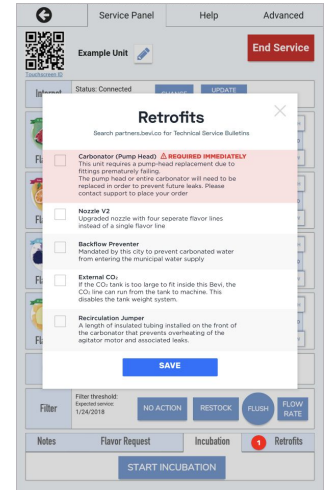 Service Panel
Help
Advanced
Touchscreen ID
Example Unit
End Service
Status: Connected
UPDATE
Retrofits
Search partners.bevi.co for Technical Service Bulletins
Carbonator (Pump Head) ⚠ REQUIRED IMMEDIATELY
This unit requires a pump-head replacement due to
fittings prematurely failing.
The pump head or entire carbonator will need to be
replaced in order to prevent future leaks. Please
contact support to place your order
Nozzle V2
Upgraded nozzle with four seperate flavor lines
instead of a single flavor line
Backflow Preventer
Mandated by this city to prevent carbonated water
from entering the municipal water supply
External CO₂
If the CO₂ tank is too large to fit inside this Bevi, the
CO₂ line can run from the tank to machine. This
disables the tank weight system.
Recirculation Jumper
A length of insulated tubing installed on the front of
the carbonator that prevents overheating of the
agitator motor and associated leaks.
SAVE
Filter
Filter threshold:
Expected service:
1/24/2018
NO ACTION
RESTOCK
FLUSH
FLOW
RATE
Notes
Flavor Request
Incubation
1
Retrofits
START INCUBATION